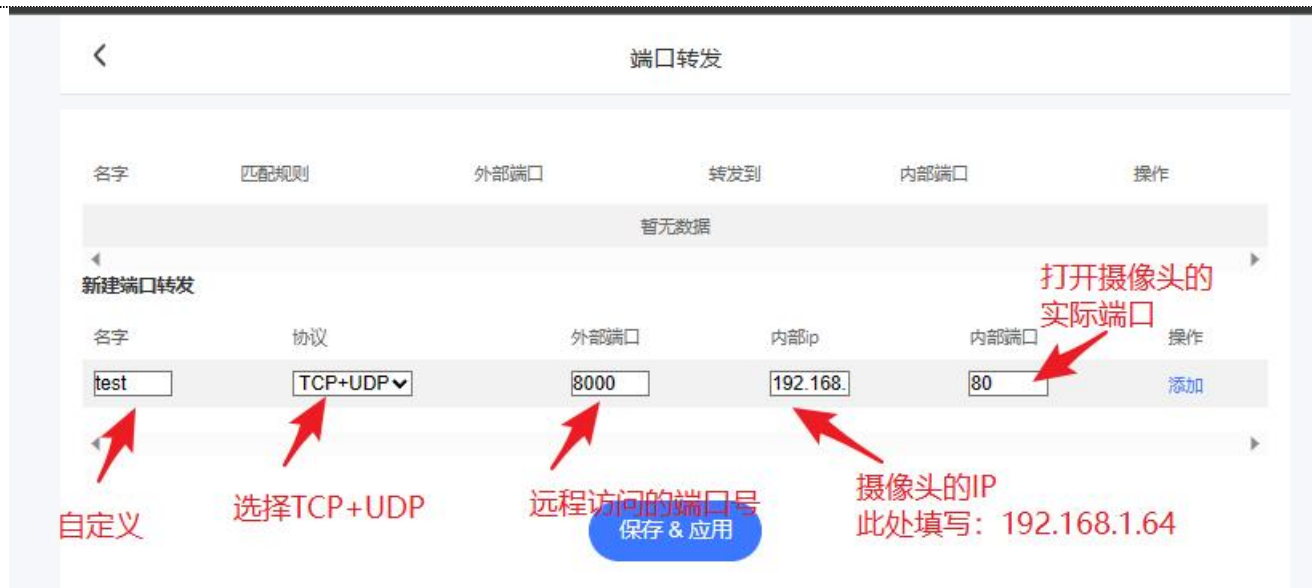 端口转发
名字 匹配规则 外部端口 转发到 内部端口 操作
暂无数据
新建端口转发
打开摄像头的
实际端口
名字 协议 外部端口 内部ip 内部端口 操作
test TCP+UDP 8000 192.168. 80 添加
自定义
选择TCP+UDP
远程访问的端口号
摄像头的IP
此处填写：192.168.1.64
保存 & 应用